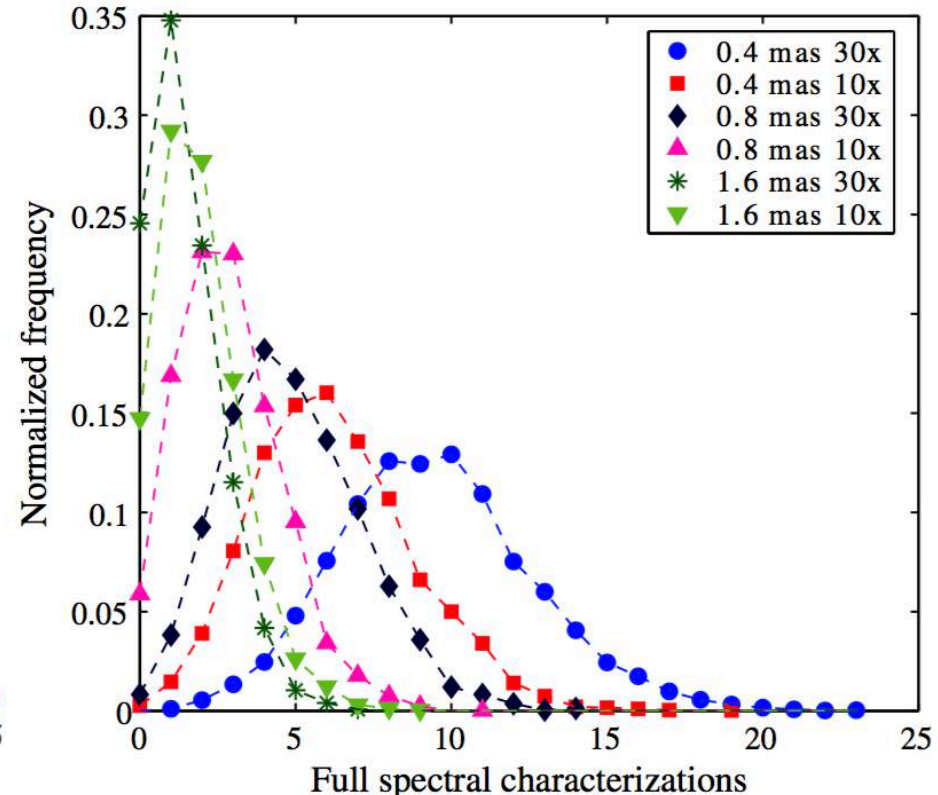 0.35
0.3
0.25
0.2
0.15
0.1
0.05
0
Normalized frequency
0.4 mas 30x
0.4 mas 10x
0.8 mas 30x
0.8 mas 10x
1.6 mas 30x
1.6 mas 10x
0 5 10 15 20 25
Full spectral characterizations